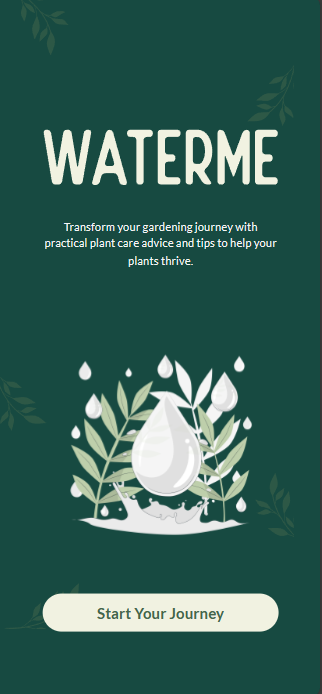 WATERME
Transform your gardening journey with
practical plant care advice and tips to help your
plants thrive.
Start Your Journey